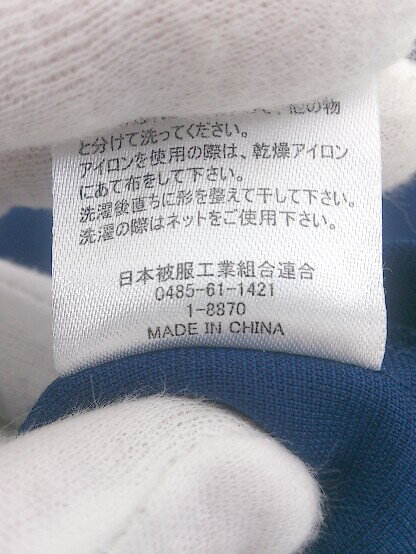 他の物
と分けて洗ってください。
アイロンを使用の際は、乾燥アイロン
にあて布をして下さい。
洗濯後直ちに形を整えて干して下さい。
洗濯の際はネットをご使用下さい。
日本被服工業組合連合
0485-61-1421
1-8870
MADE IN CHINA